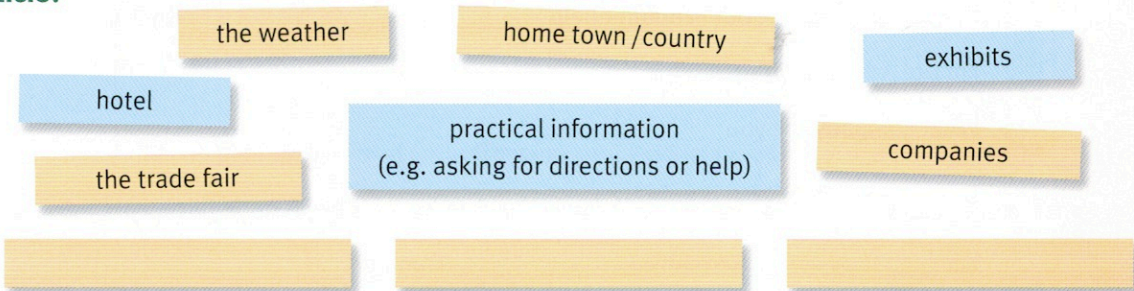 the weather
home town/country
exhibits
hotel
practical information
(e.g. asking for directions or help)
companies
the trade fair